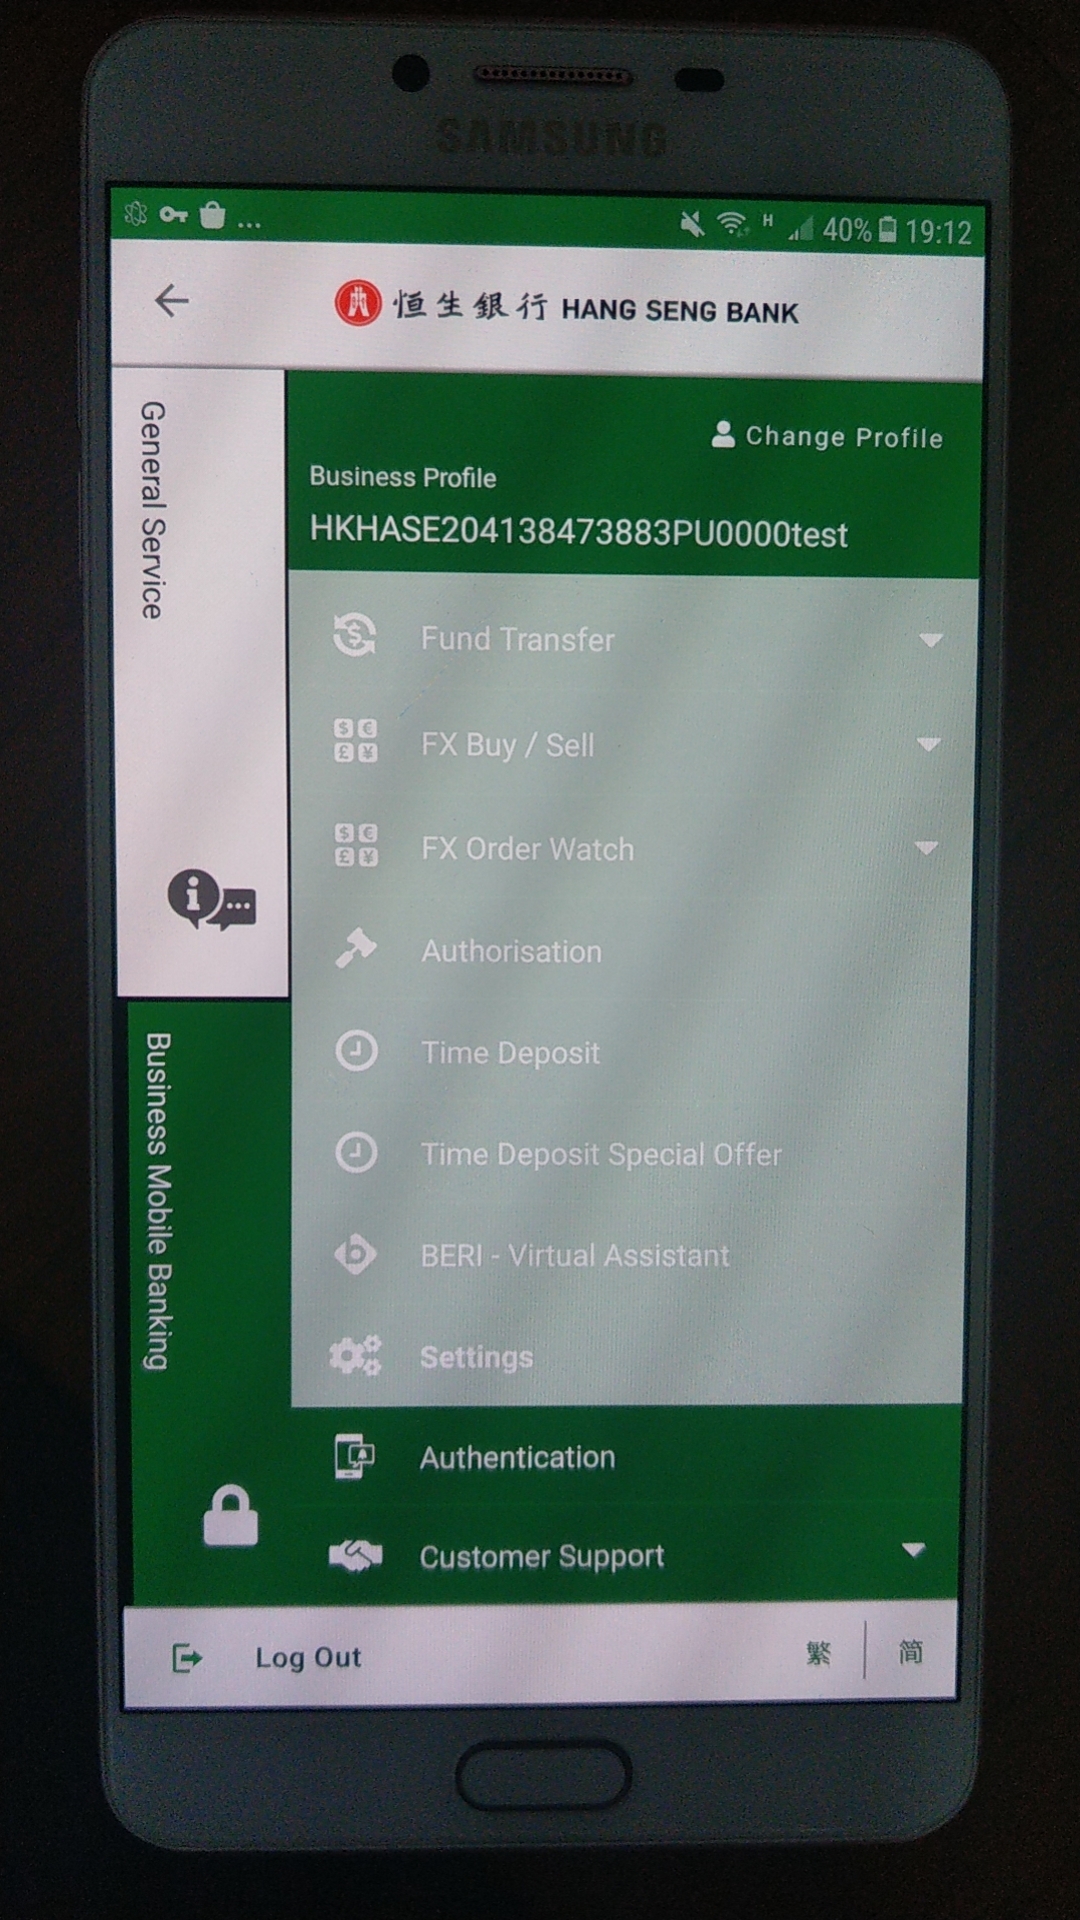 SAMSUNG
... H 40% 19:12
恒生銀行 HANG SENG BANK
General Service
Change Profile
Business Profile
HKHASE204138473883PU0000test
Fund Transfer
FX Buy / Sell
FX Order Watch
Authorisation
Time Deposit
Time Deposit Special Offer
BERI - Virtual Assistant
Settings
Business Mobile Banking
Authentication
Customer Support
Log Out 繁 简